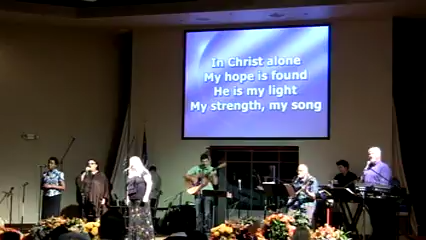 In Christ alone
My hope is found
He is my light
My strength, my song